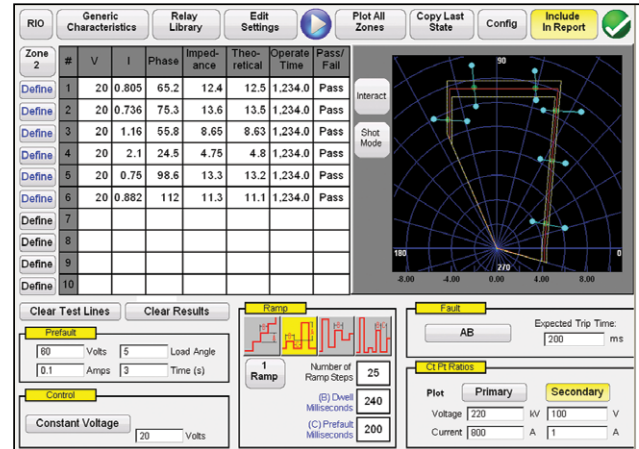 RIO
Generic Characteristics
Relay Library
Edit Settings
Plot All Zones
Copy Last State
Config
Include In Report
Zone 2
# V I Phase Imped-ance Theo-retical Operate Time Pass/Fail
Define 1 20 0.805 65.2 12.4 12.5 1,234.0 Pass
Define 2 20 0.736 75.3 13.6 13.5 1,234.0 Pass
Define 3 20 1.16 55.8 8.65 8.63 1,234.0 Pass
Define 4 20 2.1 24.5 4.75 4.8 1,234.0 Pass
Define 5 20 0.75 98.6 13.3 13.2 1,234.0 Pass
Define 6 20 0.882 112 11.3 11.1 1,234.0 Pass
Define 7
Define 8
Define 9
Define 10
Interact
Shot Mode
90
180
0
270
-8.00 -4.00 0.00 4.00 8.00
Clear Test Lines
Clear Results
Prefault
60 Volts 5 Load Angle
0.1 Amps 3 Time (s)
Control
Constant Voltage
20 Volts
Ramp
1 Ramp
Number of Ramp Steps 25
(B) Dwell Milliseconds 240
(C) Prefault Milliseconds 200
Fault
AB
Expected Trip Time:
200 ms
Ct Pt Ratios
Plot Primary Secondary
Voltage 220 kV 100 V
Current 800 A 1 A